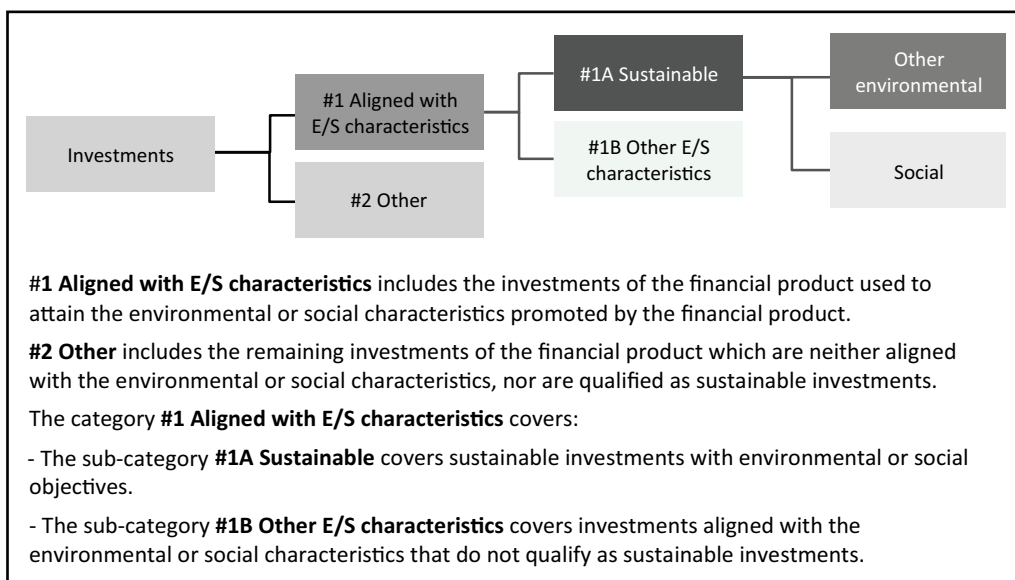 Investments
#1 Aligned with
E/S characteristics
#2 Other
#1A Sustainable
#1B Other E/S
characteristics
Other
environmental
Social
#1 Aligned with E/S characteristics includes the investments of the financial product used to
attain the environmental or social characteristics promoted by the financial product.
#2 Other includes the remaining investments of the financial product which are neither aligned
with the environmental or social characteristics, nor are qualified as sustainable investments.
The category #1 Aligned with E/S characteristics covers:
- The sub-category #1A Sustainable covers sustainable investments with environmental or social
objectives.
- The sub-category #1B Other E/S characteristics covers investments aligned with the
environmental or social characteristics that do not qualify as sustainable investments.